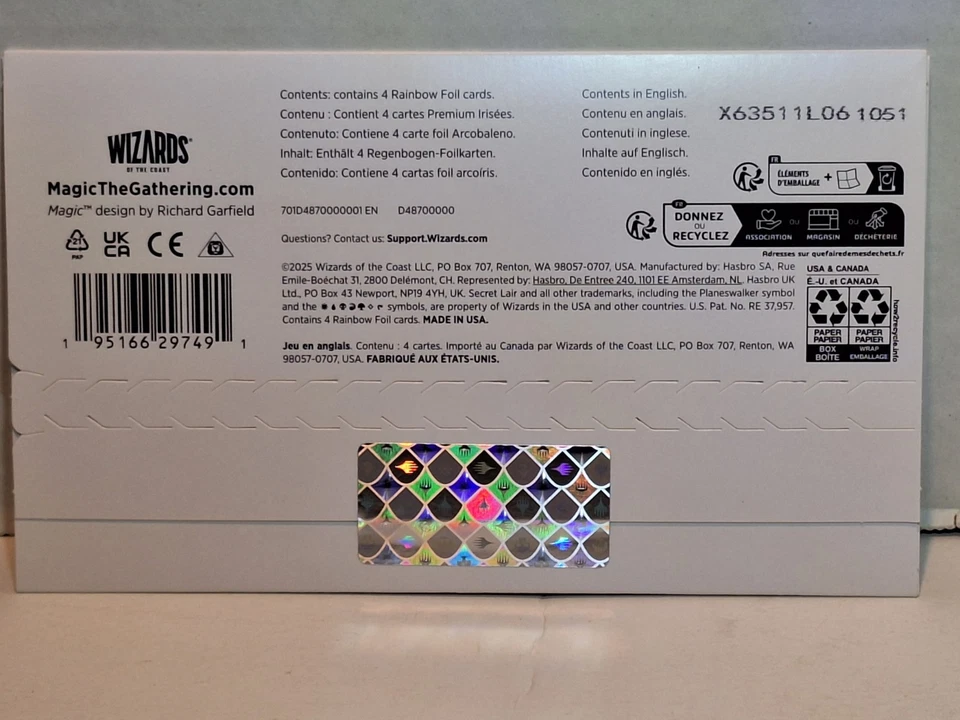 WIZARDS
OF THE COAST
MagicTheGathering.com
Magic™ design by Richard Garfield
21
PAP
UK
CA
CE
1 95166 29749 1
Contents: contains 4 Rainbow Foil cards.
Contenu : Contient 4 cartes Premium Irisées.
Contenuto: Contiene 4 carte foil Arcobaleno.
Inhalt: Enthält 4 Regenbogen-Foilkarten.
Contenido: Contiene 4 cartas foil arcoíris.
Contents in English.
Contenu en anglais.
Contenuti in inglese.
Inhalte auf Englisch.
Contenido en inglés.
X63511L06 1051
701D4870000001 EN D48700000
Questions? Contact us: Support.Wizards.com
©2025 Wizards of the Coast LLC, PO Box 707, Renton, WA 98057-0707, USA. Manufactured by: Hasbro SA, Rue
Emile-Boéchat 31, 2800 Delémont, CH. Represented by: Hasbro, De Entree 240, 1101 EE Amsterdam, NL. Hasbro UK
Ltd., PO Box 43 Newport, NP19 4YH, UK. Secret Lair and all other trademarks, including the Planeswalker symbol
and the symbols, are property of Wizards in the USA and other countries. U.S. Pat. No. RE 37,957.
Contains 4 Rainbow Foil cards. MADE IN USA.
Jeu en anglais. Contenu : 4 cartes. Importé au Canada par Wizards of the Coast LLC, PO Box 707, Renton, WA
98057-0707, USA. FABRIQUÉ AUX ÉTATS-UNIS.
FR
ÉLÉMENTS
D'EMBALLAGE +
FR
DONNEZ
OU
RECYCLEZ
ASSOCIATION
OU
MAGASIN
OU
DÉCHÈTERIE
Adresses sur quefairedemesdechets.fr
USA & CANADA
É.-U. et CANADA
PAPER
PAPIER
BOX
BOÎTE
PAPER
PAPIER
WRAP
EMBALLAGE
how2recycle.info